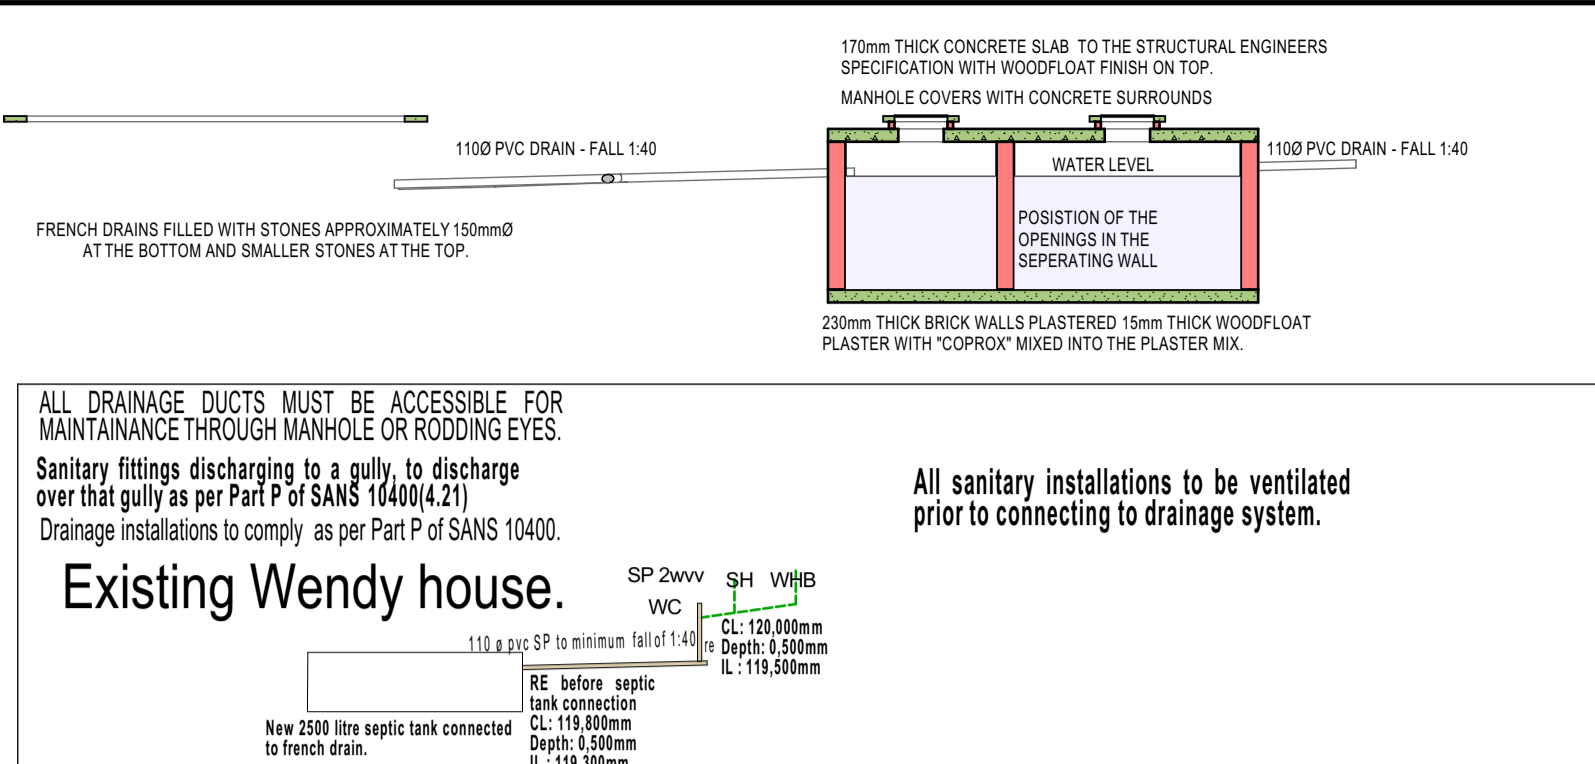 170mm THICK CONCRETE SLAB TO THE STRUCTURAL ENGINEERS
SPECIFICATION WITH WOODFLOAT FINISH ON TOP.
MANHOLE COVERS WITH CONCRETE SURROUNDS
110Ø PVC DRAIN - FALL 1:40
110Ø PVC DRAIN - FALL 1:40
WATER LEVEL
POSISTION OF THE
OPENINGS IN THE
SEPERATING WALL
FRENCH DRAINS FILLED WITH STONES APPROXIMATELY 150mmØ
AT THE BOTTOM AND SMALLER STONES AT THE TOP.
230mm THICK BRICK WALLS PLASTERED 15mm THICK WOODFLOAT
PLASTER WITH "COPROX" MIXED INTO THE PLASTER MIX.
ALL DRAINAGE DUCTS MUST BE ACCESSIBLE FOR
MAINTAINANCE THROUGH MANHOLE OR RODDING EYES.
Sanitary fittings discharging to a gully, to discharge
over that gully as per Part P of SANS 10400(4.21)
Drainage installations to comply as per Part P of SANS 10400.
All sanitary installations to be ventilated
prior to connecting to drainage system.
Existing Wendy house.
SP 2wvv
SH
WHB
WC
110 ø pvc SP to minimum fall of 1:40
re
CL: 120,000mm
Depth: 0,500mm
IL : 119,500mm
RE before septic
tank connection
CL: 119,800mm
Depth: 0,500mm
IL : 119,300mm
New 2500 litre septic tank connected
to french drain.